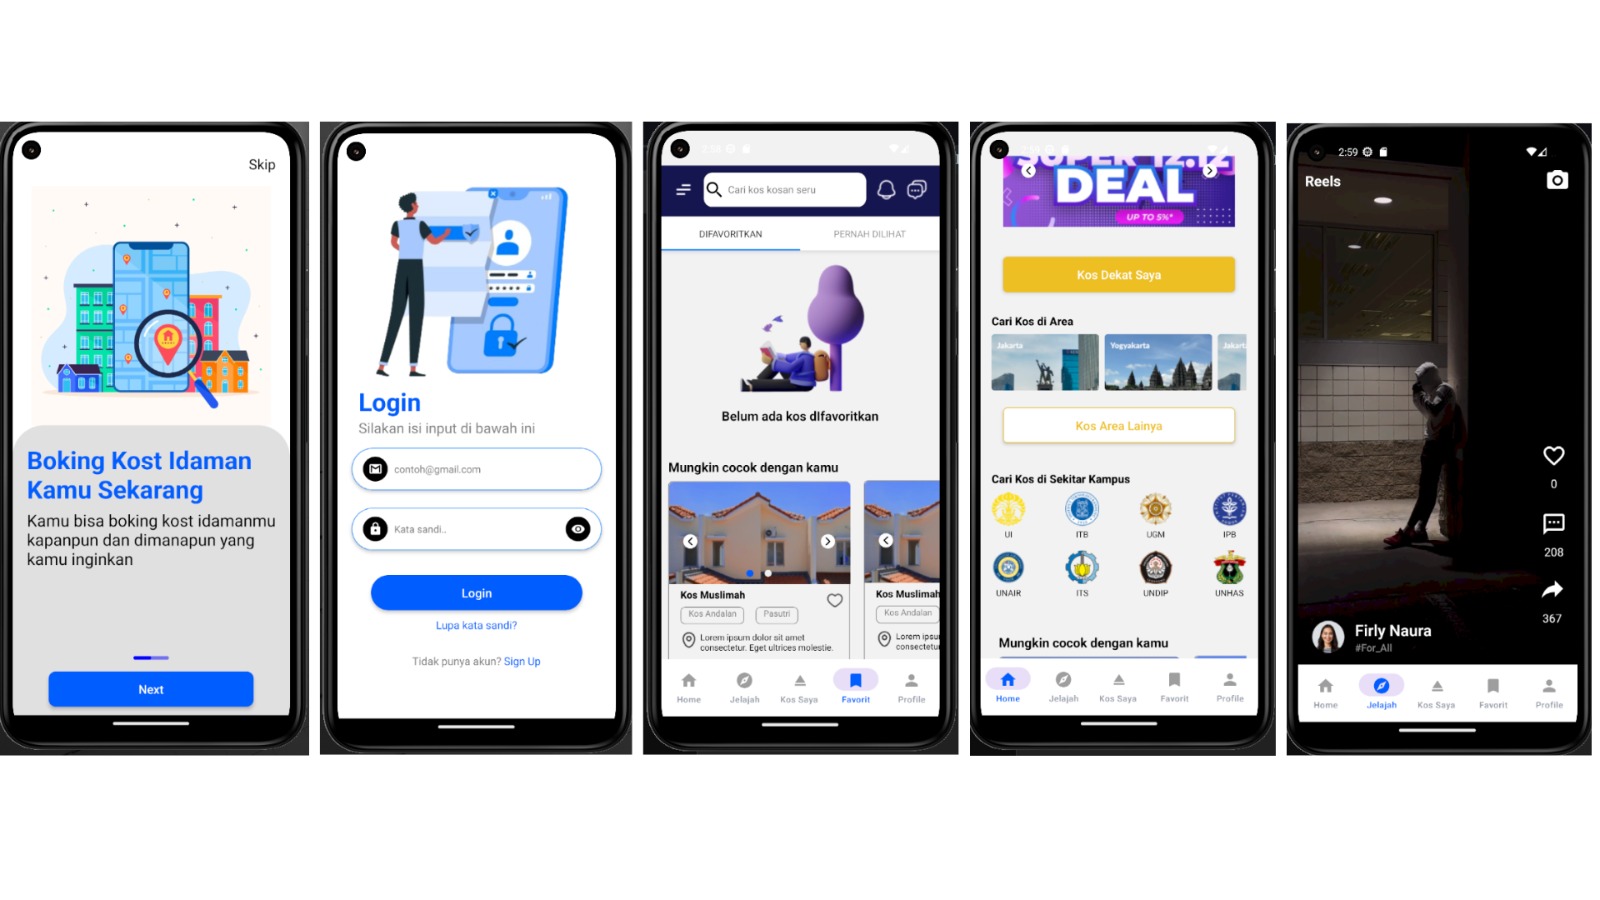 Skip
Boking Kost Idaman
Kamu Sekarang
Kamu bisa boking kost idamanmu
kapanpun dan dimanapun yang
kamu inginkan
Next
Login
Silakan isi input di bawah ini
contoh@gmail.com
Kata sandi..
Login
Lupa kata sandi?
Tidak punya akun? Sign Up
2:58
Cari kos kosan seru
DIFAVORITKAN
PERNAH DILIHAT
Belum ada kos dIfavoritkan
Mungkin cocok dengan kamu
Kos Muslimah
Kos Andalan
Pasutri
Lorem ipsum dolor sit amet
consectetur. Eget ultrices molestie.
Kos Muslimah
Kos Andalan
Lorem ipsu
consectetu
Home
Jelajah
Kos Saya
Favorit
Profile
2:59
SUPER 12.12
DEAL
UP TO 5%*
Kos Dekat Saya
Cari Kos di Area
Jakarta
Yogyakarta
Jakart
Kos Area Lainya
Cari Kos di Sekitar Kampus
UI
ITB
UGM
IPB
UNAIR
ITS
UNDIP
UNHAS
Mungkin cocok dengan kamu
Home
Jelajah
Kos Saya
Favorit
Profile
2:59
Reels
0
208
367
Firly Naura
#For_All
Home
Jelajah
Kos Saya
Favorit
Profile